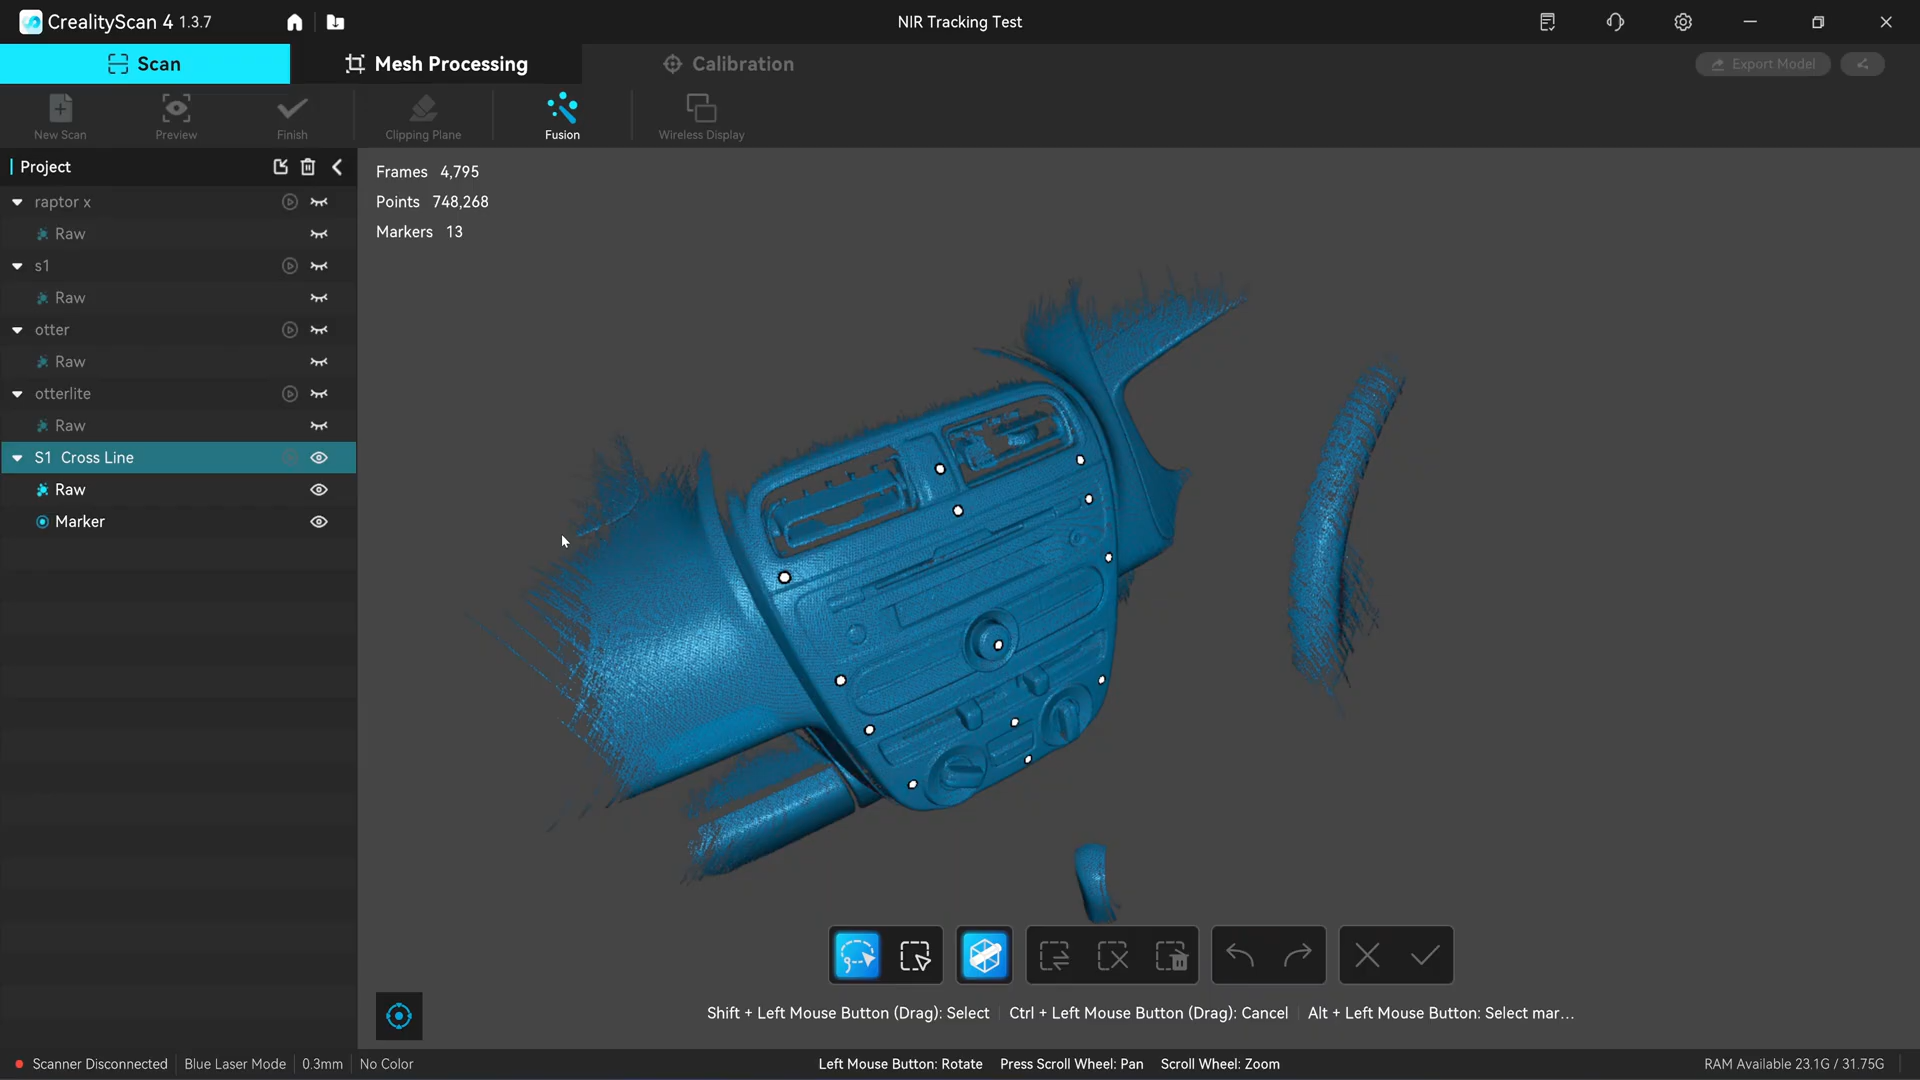 CrealityScan 4 1.3.7
NIR Tracking Test
Scan
Mesh Processing
Calibration
Export Model
New Scan
Preview
Finish
Clipping Plane
Fusion
Wireless Display
Project
raptor x
Raw
s1
Raw
otter
Raw
otterlite
Raw
S1 Cross Line
Raw
Marker
Frames 4,795
Points 748,268
Markers 13
Shift + Left Mouse Button (Drag): Select
Ctrl + Left Mouse Button (Drag): Cancel
Alt + Left Mouse Button: Select mar...
Scanner Disconnected
Blue Laser Mode
0.3mm
No Color
Left Mouse Button: Rotate
Press Scroll Wheel: Pan
Scroll Wheel: Zoom
RAM Available 23.1G / 31.75G